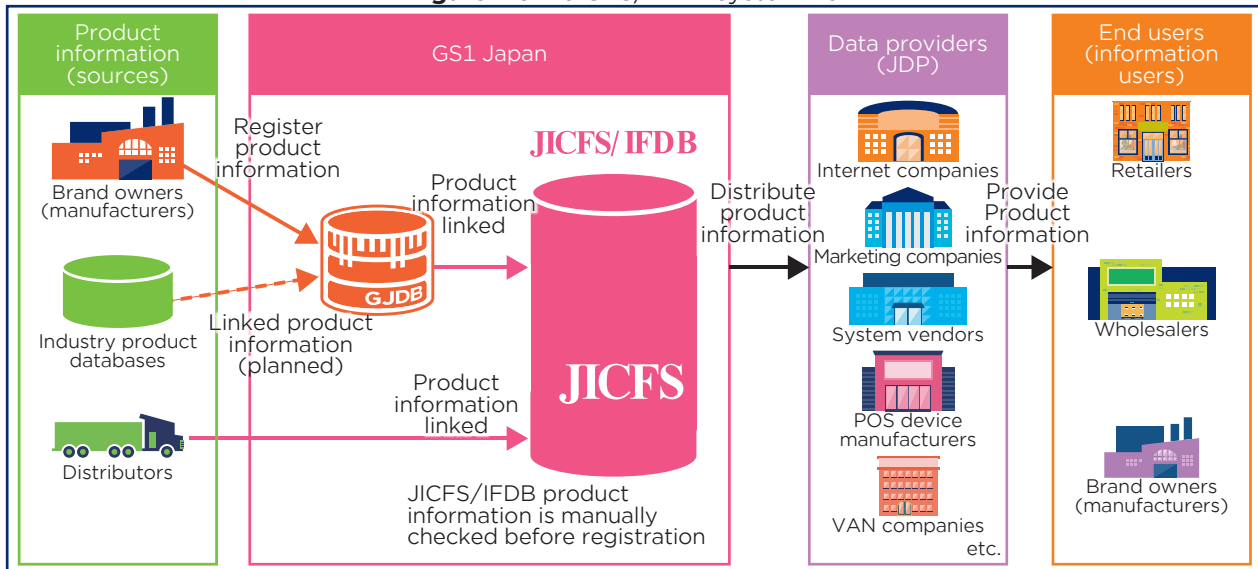 Product
information
(sources)
Brand owners
(manufacturers)
Industry product
databases
Distributors
GS1 Japan
Register
product
information
Linked product
information
(planned)
GJDB
Product
information
linked
Product
information
linked
JICFS/ IFDB
JICFS
JICFS/IFDB product
information is manually
checked before registration
Distribute
product
information
Data providers
(JDP)
Internet companies
Marketing companies
System vendors
POS device
manufacturers
VAN companies
etc.
Provide
Product
information
End users
(information
users)
Retailers
Wholesalers
Brand owners
(manufacturers)